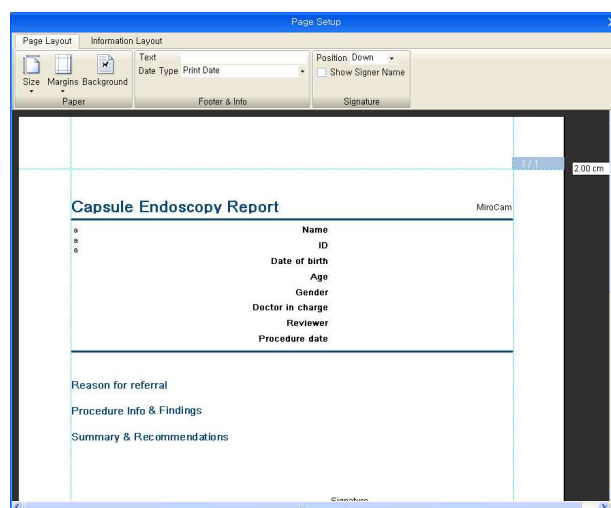 Page Setup
Page Layout Information Layout
Size Margins Background
Paper
Text
Date Type Print Date
Footer & Info
Position Down
Show Signer Name
Signature
1 / 1
2.00 cm
Capsule Endoscopy Report
MiroCam
a
a
a
Name
ID
Date of birth
Age
Gender
Doctor in charge
Reviewer
Procedure date
Reason for referral
Procedure Info & Findings
Summary & Recommendations
Signature